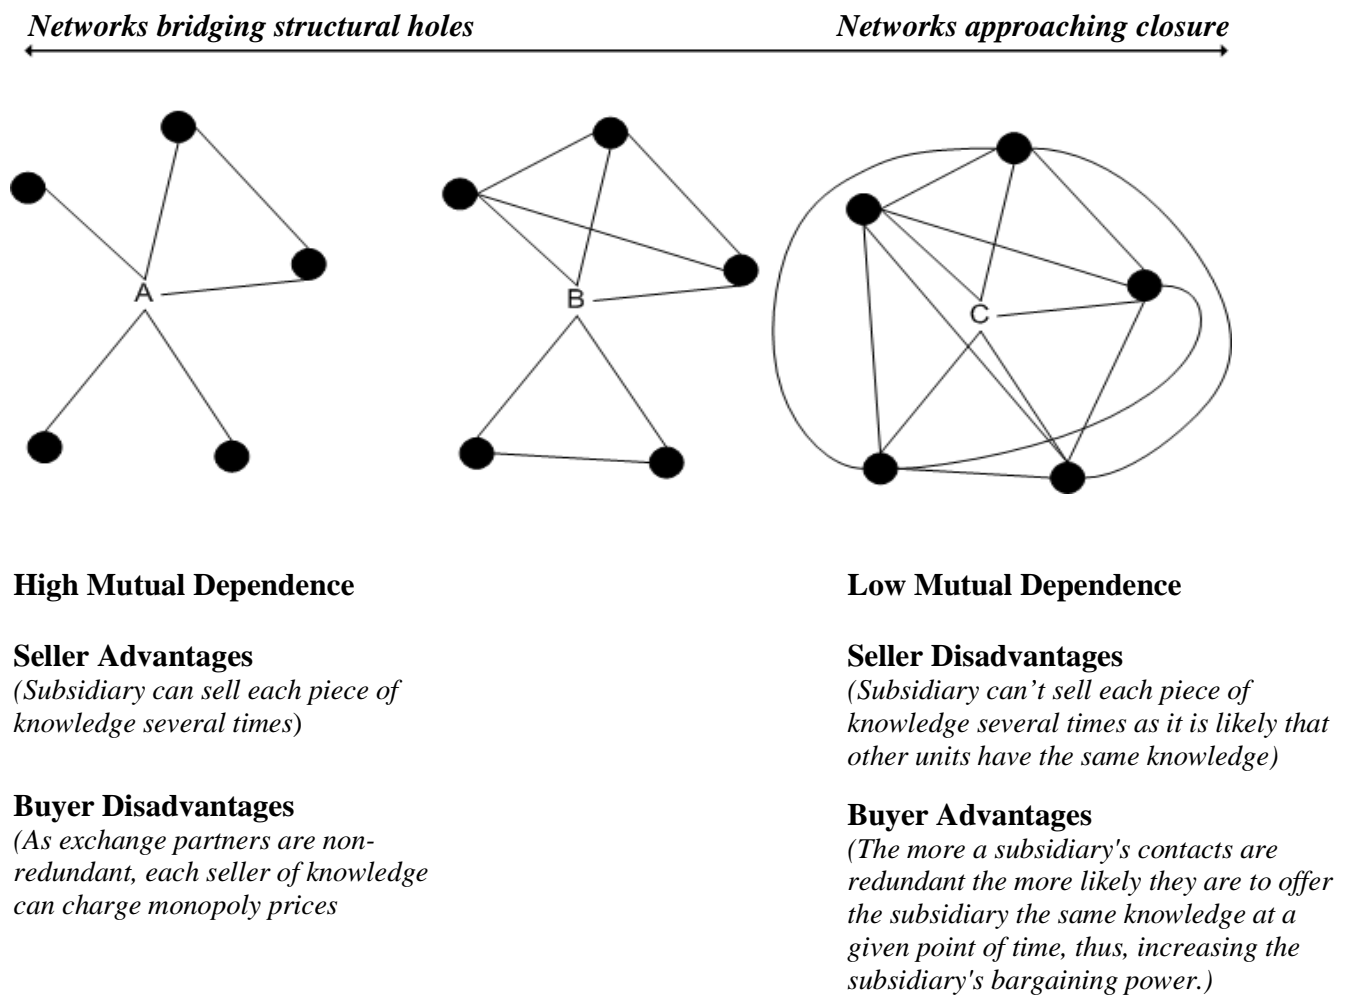 Networks bridging structural holes
Networks approaching closure
A
B
C
High Mutual Dependence
Seller Advantages
(Subsidiary can sell each piece of
knowledge several times)
Buyer Disadvantages
(As exchange partners are non-
redundant, each seller of knowledge
can charge monopoly prices
Low Mutual Dependence
Seller Disadvantages
(Subsidiary can’t sell each piece of
knowledge several times as it is likely that
other units have the same knowledge)
Buyer Advantages
(The more a subsidiary's contacts are
redundant the more likely they are to offer
the subsidiary the same knowledge at a
given point of time, thus, increasing the
subsidiary's bargaining power.)